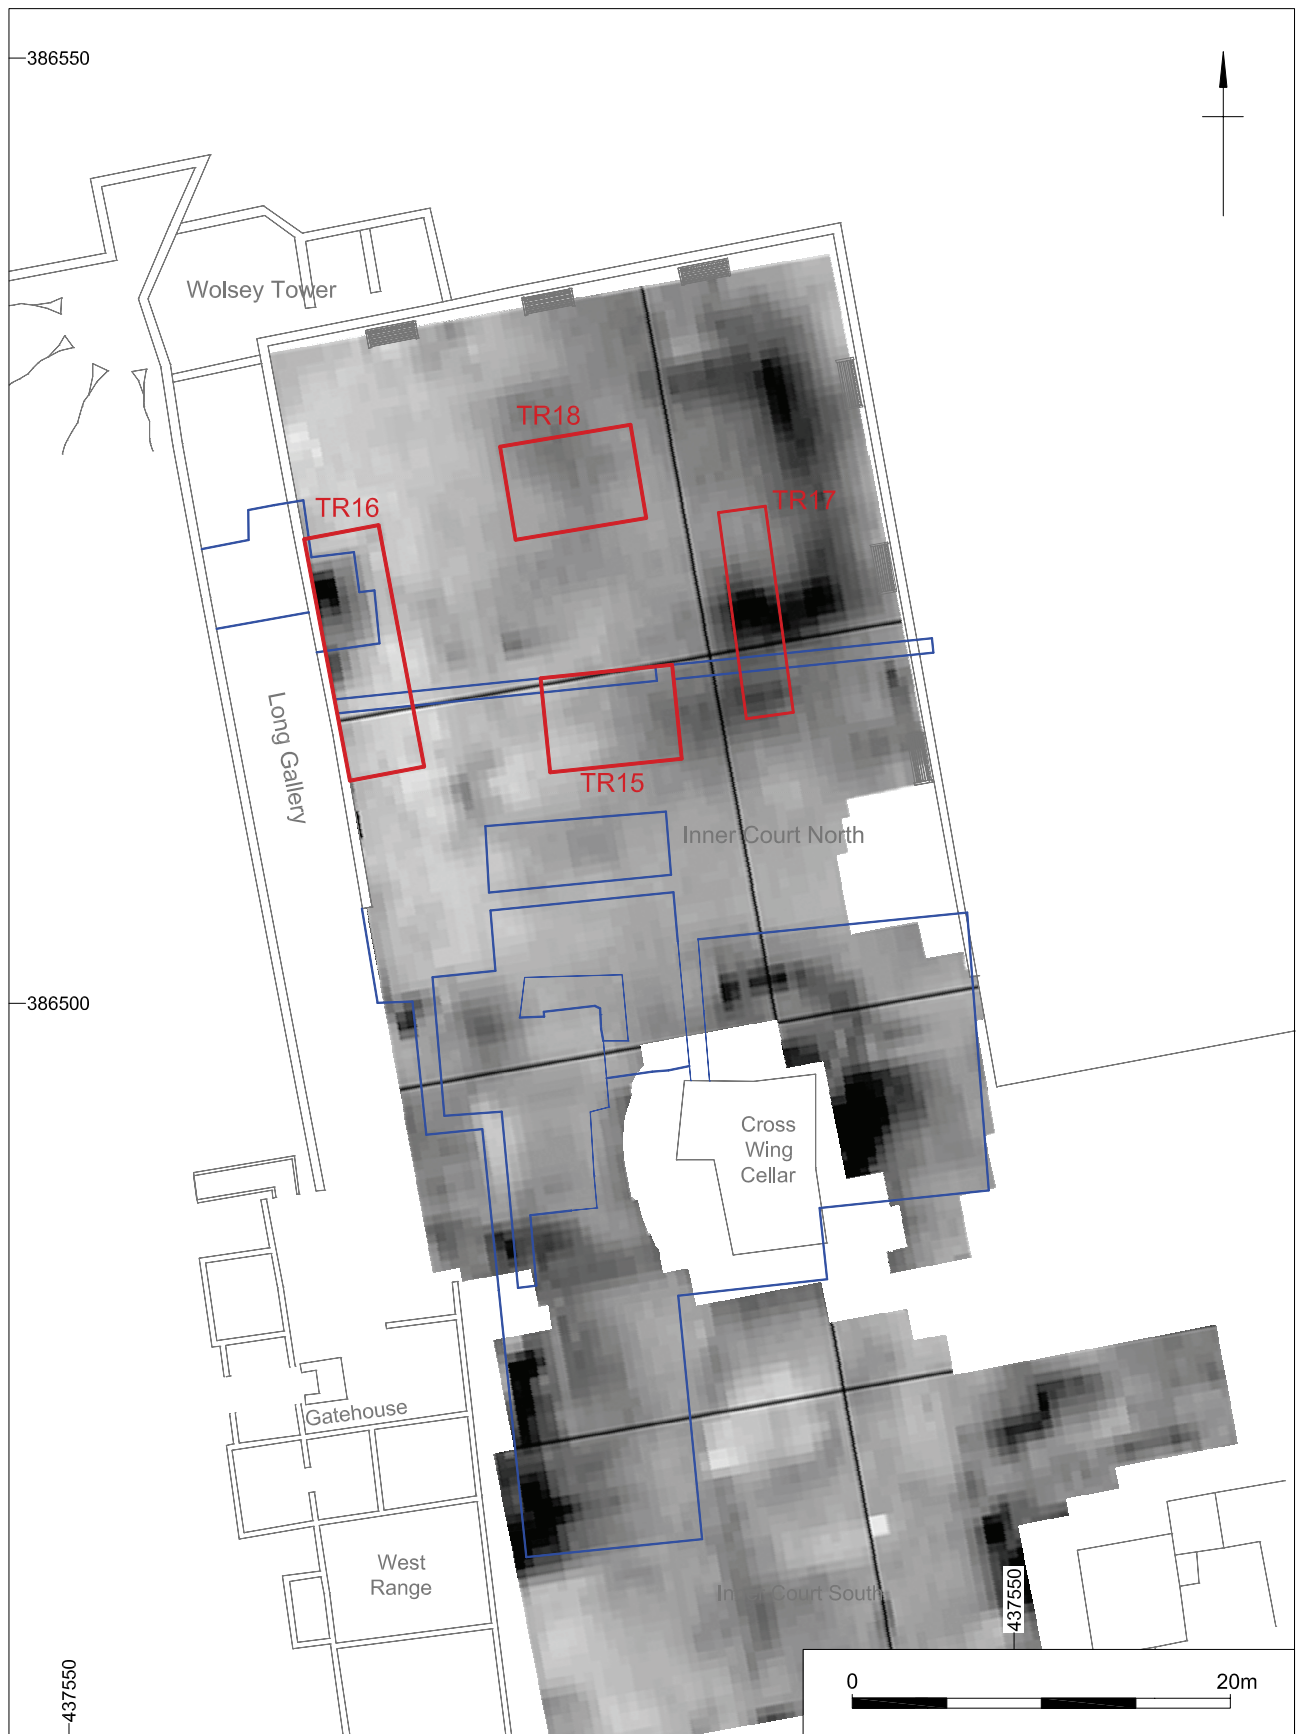 386550
Wolsey Tower
TR18
TR16
TR17
Long Gallery
TR15
Inner Court North
386500
Cross
Wing
Cellar
Gatehouse
West
Range
Inner Court South
437550
437550
0 20m